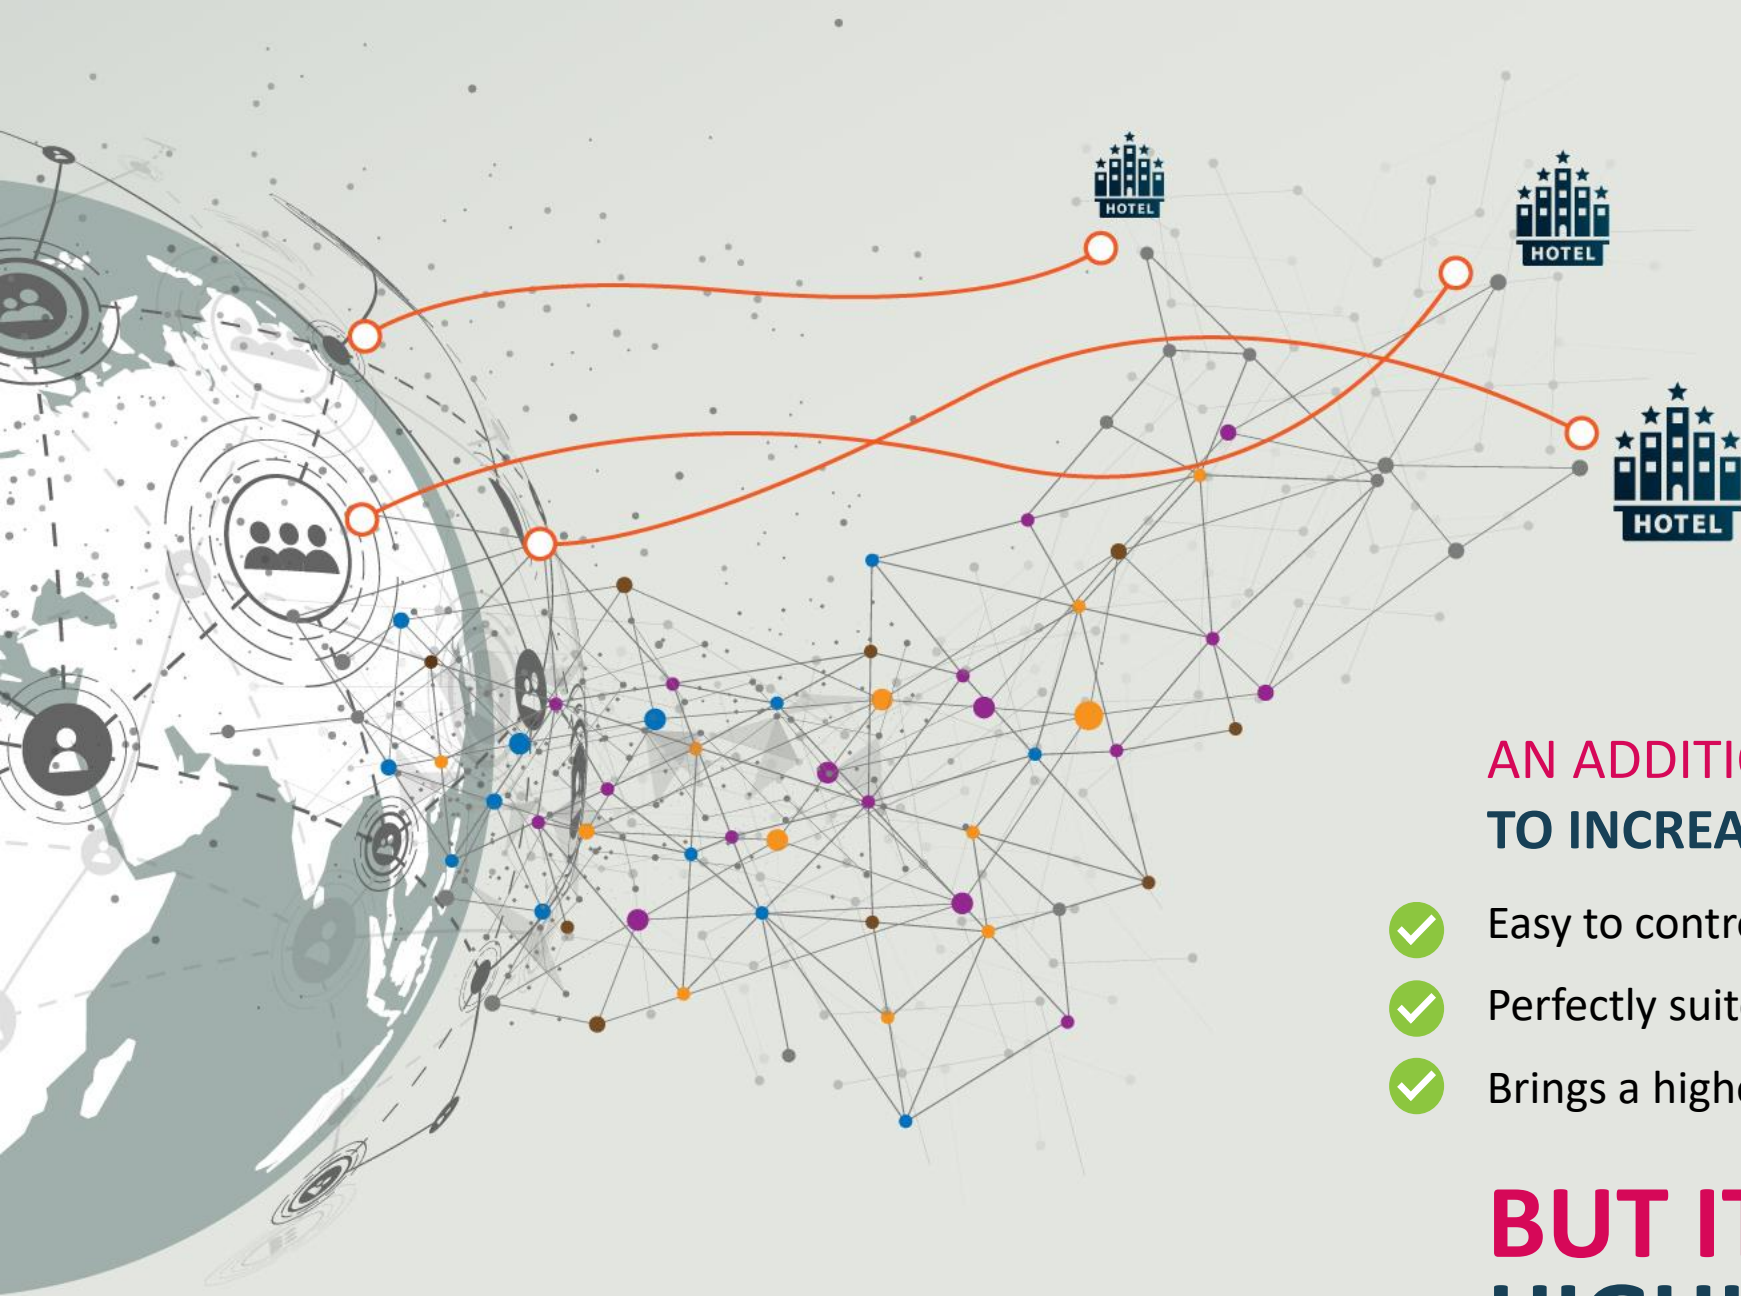 HOTEL
HOTEL
HOTEL
AN ADDITI
TO INCREA
Easy to contr
Perfectly suit
Brings a high
BUT IT